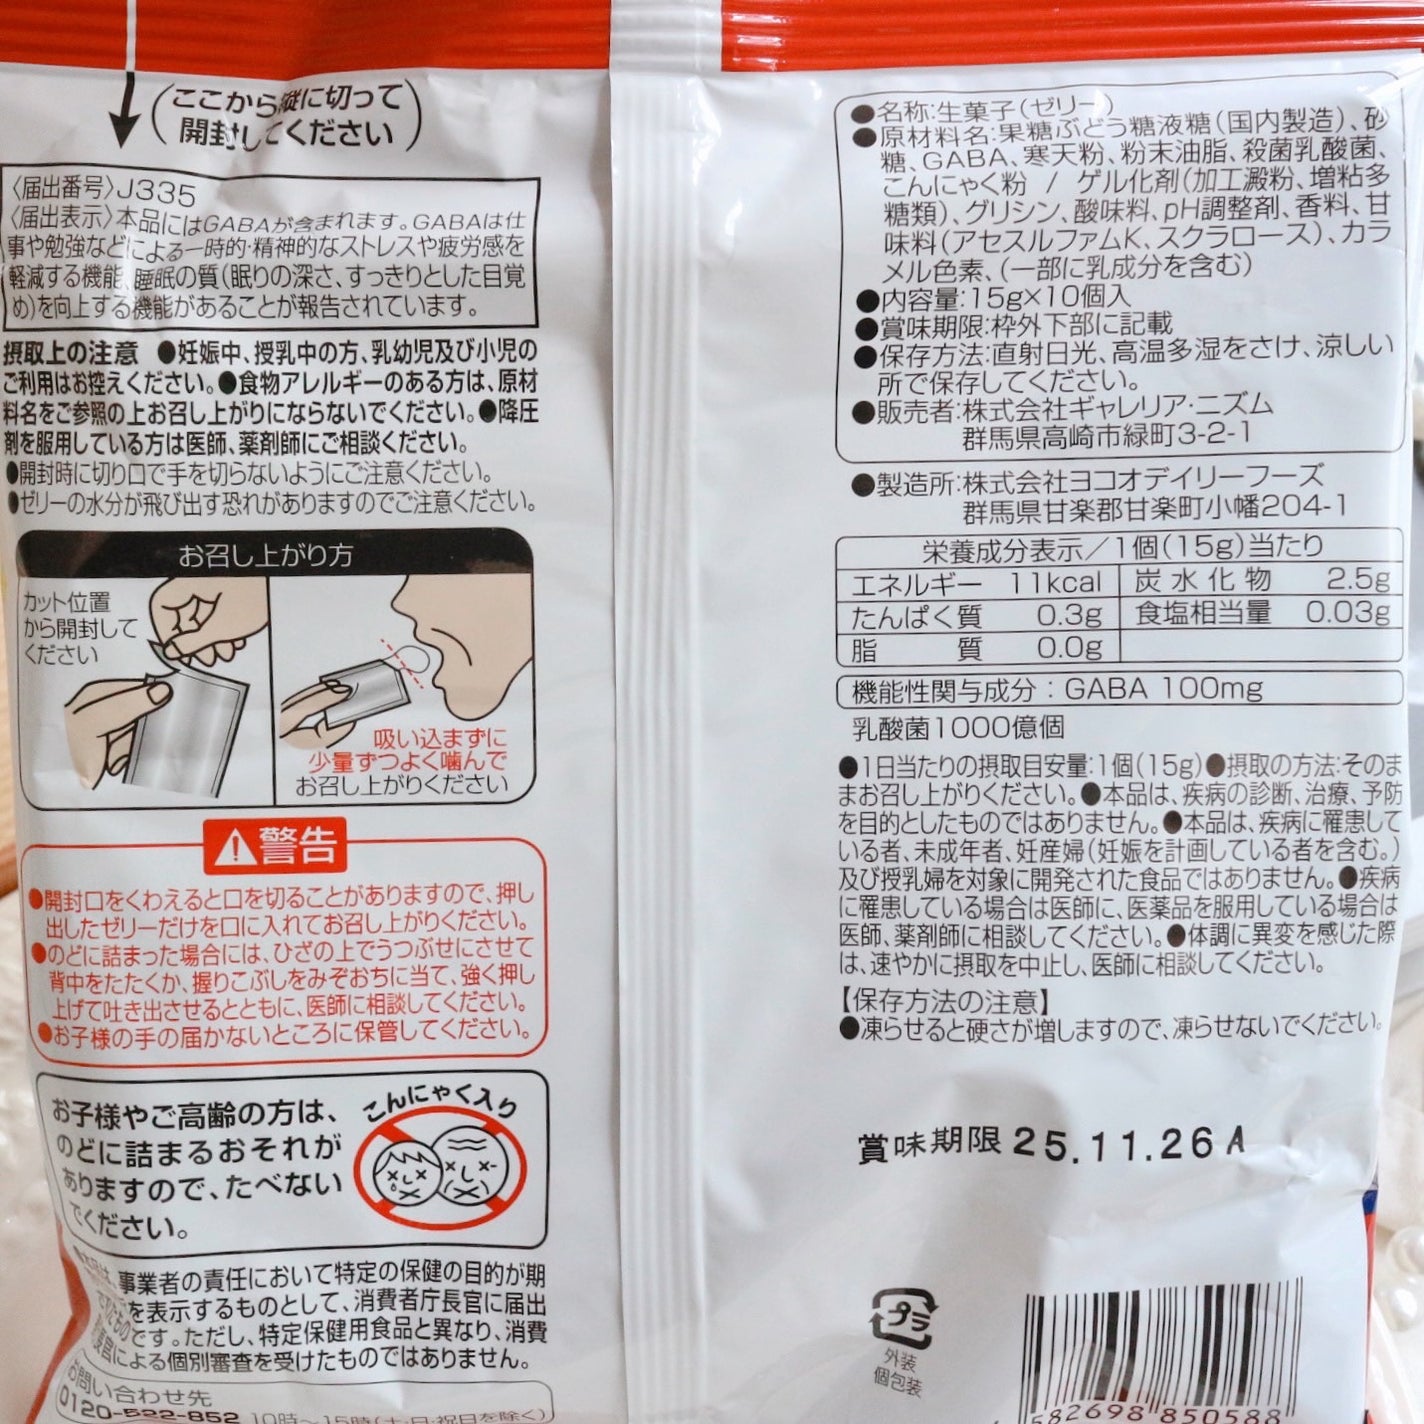 (ここから縦に切って
開封してください)
〈届出番号〉J335
〈届出表示〉本品にはGABAが含まれます。GABAは仕
事や勉強などによる一時的・精神的なストレスや疲労感を
軽減する機能、睡眠の質(眠りの深さ、すっきりとした目覚
め)を向上する機能があることが報告されています。
摂取上の注意 ●妊娠中、授乳中の方、乳幼児及び小児の
ご利用はお控えください。●食物アレルギーのある方は、原材
料名をご参照の上お召し上がりにならないでください。●降圧
剤を服用している方は医師、薬剤師にご相談ください。
●開封時に切り口で手を切らないようにご注意ください。
●ゼリーの水分が飛び出す恐れがありますのでご注意ください。
お召し上がり方
カット位置
から開封して
ください
吸い込まずに
少量ずつよく噛んで
お召し上がりください
警告
●開封口をくわえると口を切ることがありますので、押し
出したゼリーだけを口に入れてお召し上がりください。
●のどに詰まった場合には、ひざの上でうつぶせにさせて
背中をたたくか、握りこぶしをみぞおちに当て、強く押し
上げて吐き出させるとともに、医師に相談してください。
●お子様の手の届かないところに保管してください。
お子様やご高齢の方は、
のどに詰まるおそれが
ありますので、たべない
でください。
こんにゃく入り
事業者の責任において特定の保健の目的が期
を表示するものとして、消費者庁長官に届出
ものです。ただし、特定保健用食品と異なり、消費
長官による個別審査を受けたものではありません。
お問い合わせ先
0120-522-852 10時～15時(土・日・祝日を除く)
●名称:生菓子(ゼリー)
●原材料名:果糖ぶどう糖液糖(国内製造)、砂
糖、GABA、寒天粉、粉末油脂、殺菌乳酸菌、
こんにゃく粉 / ゲル化剤(加工澱粉、増粘多
糖類)、グリシン、酸味料、pH調整剤、香料、甘
味料(アセスルファムK、スクラロース)、カラ
メル色素、(一部に乳成分を含む)
●内容量:15g×10個入
●賞味期限:枠外下部に記載
●保存方法:直射日光、高温多湿をさけ、涼しい
所で保存してください。
●販売者:株式会社ギャレリア・ニズム
群馬県高崎市緑町3-2-1
●製造所:株式会社ヨコオデイリーフーズ
群馬県甘楽郡甘楽町小幡204-1
栄養成分表示／1個(15g)当たり
エネルギー 11kcal 炭水化物 2.5g
たんぱく質 0.3g 食塩相当量 0.03g
脂質 0.0g
機能性関与成分：GABA 100mg
乳酸菌1000億個
●1日当たりの摂取目安量:1個(15g)●摂取の方法:そのま
まお召し上がりください。●本品は、疾病の診断、治療、予防
を目的としたものではありません。●本品は、疾病に罹患して
いる者、未成年者、妊産婦(妊娠を計画している者を含む。)
及び授乳婦を対象に開発された食品ではありません。●疾病
に罹患している場合は医師に、医薬品を服用している場合は
医師、薬剤師に相談してください。●体調に異変を感じた際
は、速やかに摂取を中止し、医師に相談してください。
【保存方法の注意】
●凍らせると硬さが増しますので、凍らせないでください。
賞味期限 25.11.26 A
プラ
外装
個包装
582698 850588